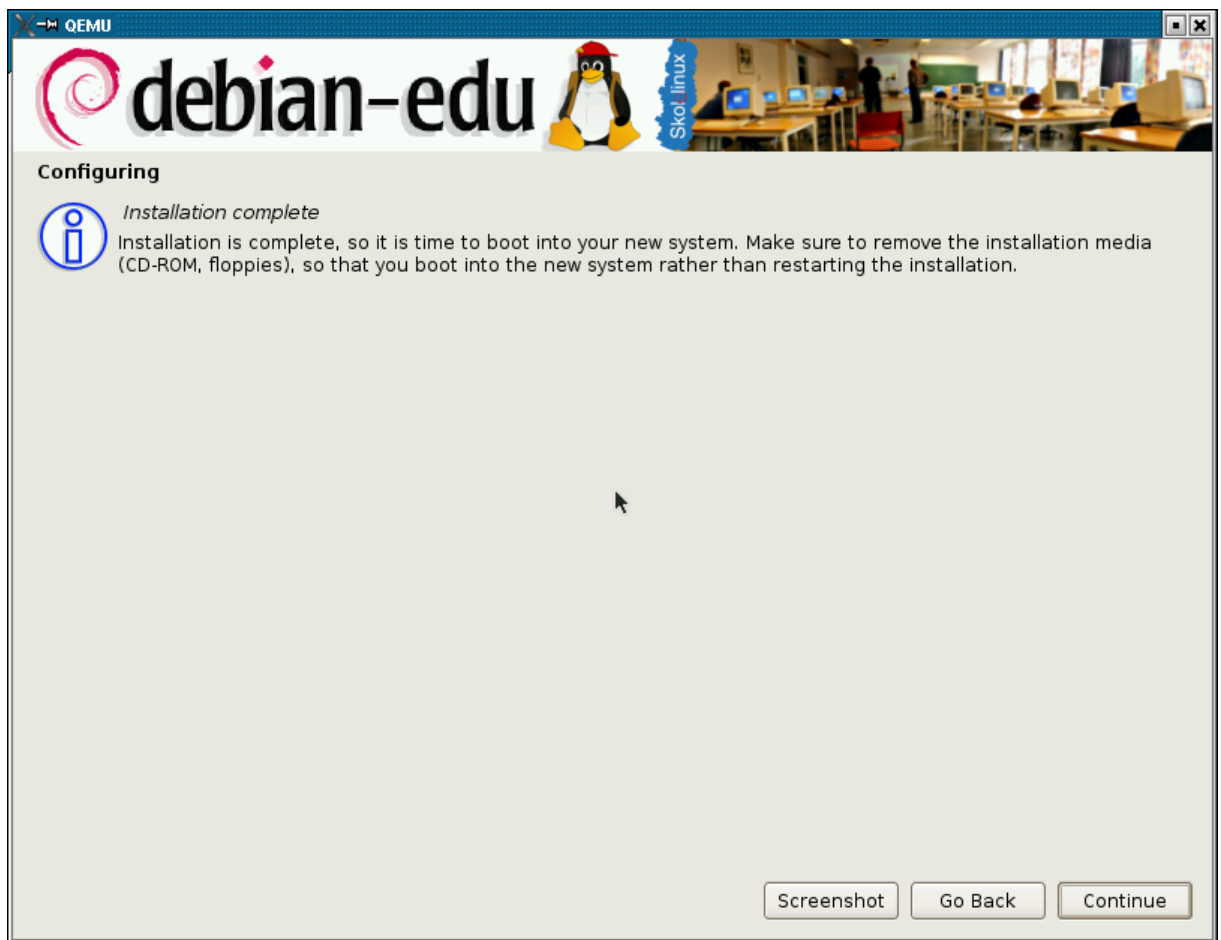 QEMU
debian-edu
Skolelinux
Configuring
Installation complete
Installation is complete, so it is time to boot into your new system. Make sure to remove the installation media
(CD-ROM, floppies), so that you boot into the new system rather than restarting the installation.
Screenshot
Go Back
Continue